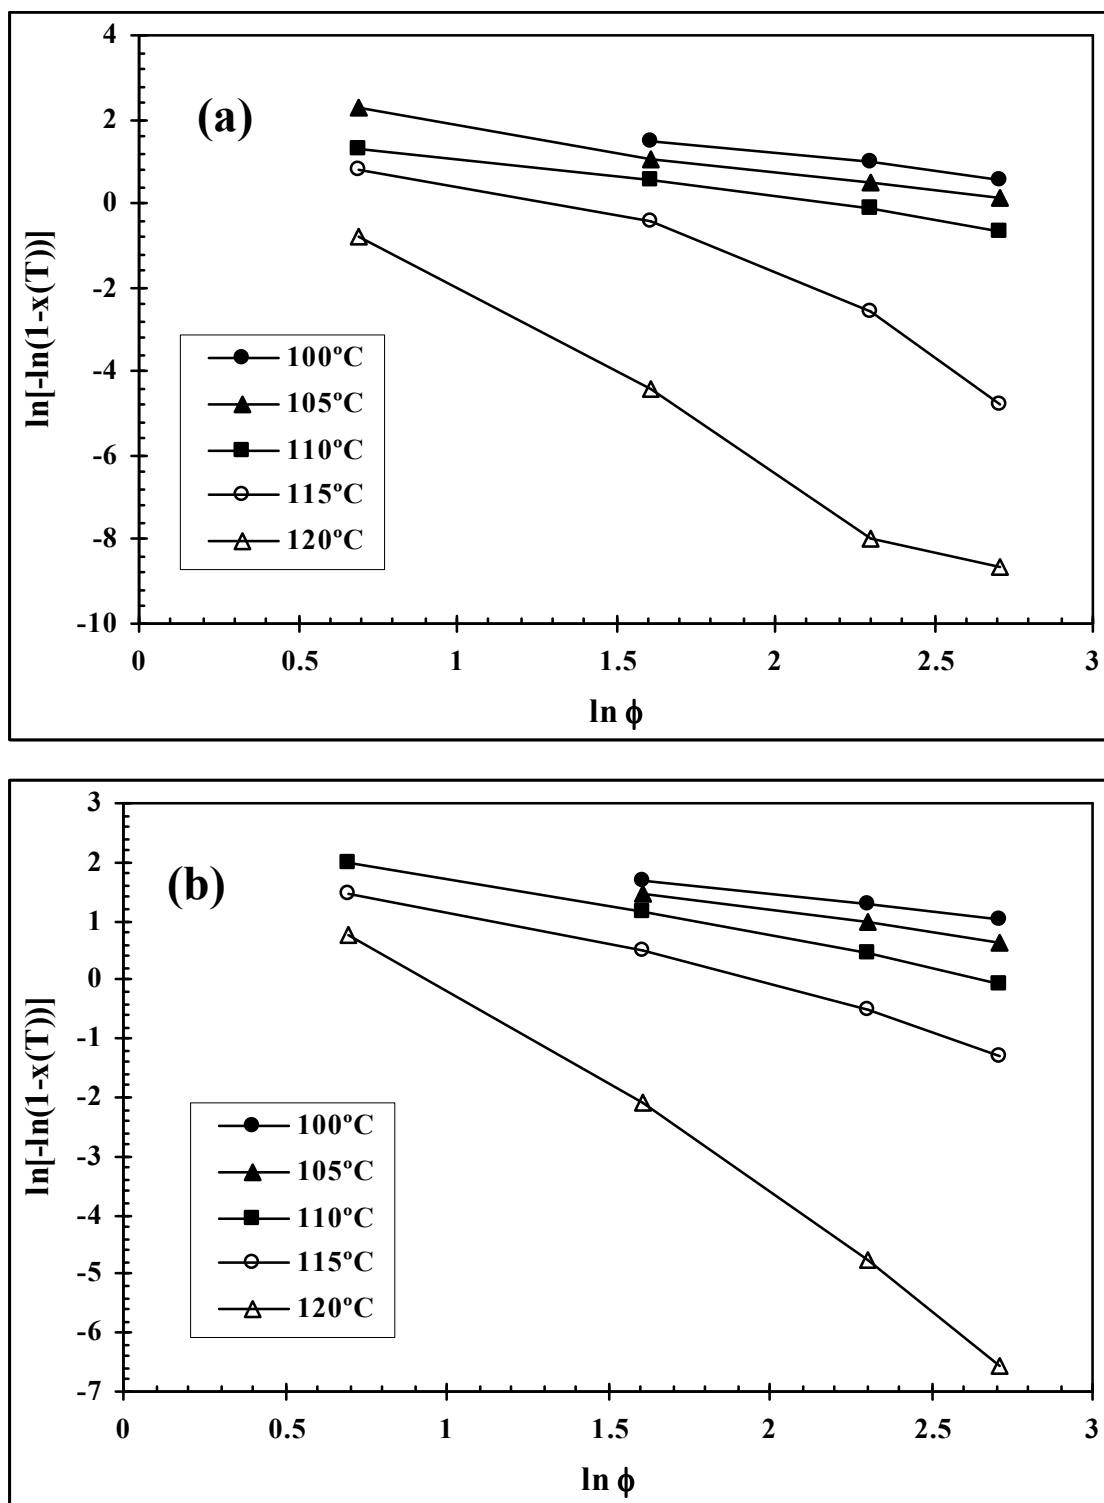 4
(a)
2
0
-2
-4
-6
-8
-10
ln[-ln(1-x(T))]
100ºC
105ºC
110ºC
115ºC
120ºC
0 0.5 1 1.5 2 2.5 3
ln ϕ
3
(b)
2
1
0
-1
-2
-3
-4
-5
-6
-7
ln[-ln(1-x(T))]
100ºC
105ºC
110ºC
115ºC
120ºC
0 0.5 1 1.5 2 2.5 3
ln ϕ